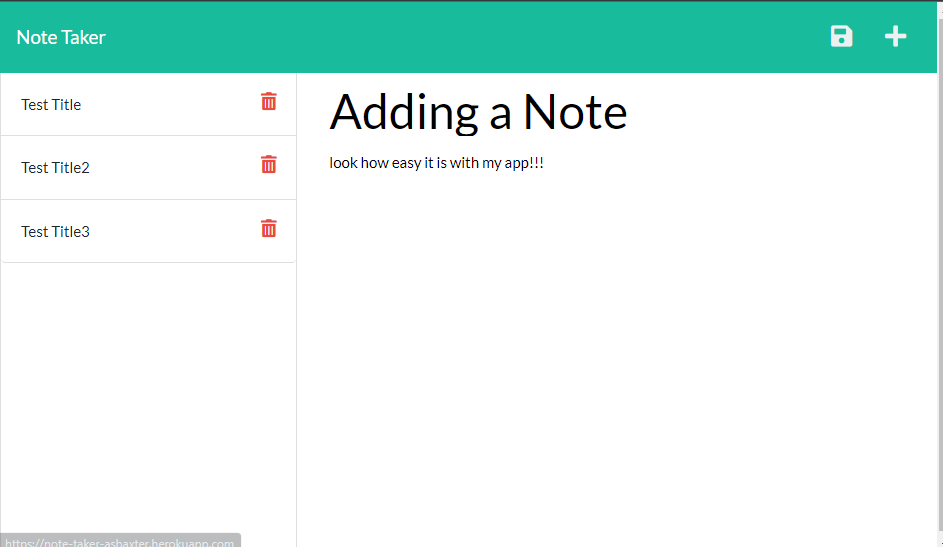 Note Taker
Test Title
Test Title2
Test Title3
Adding a Note
look how easy it is with my app!!!
https://note-taker-asbaxter.herokuapp.com